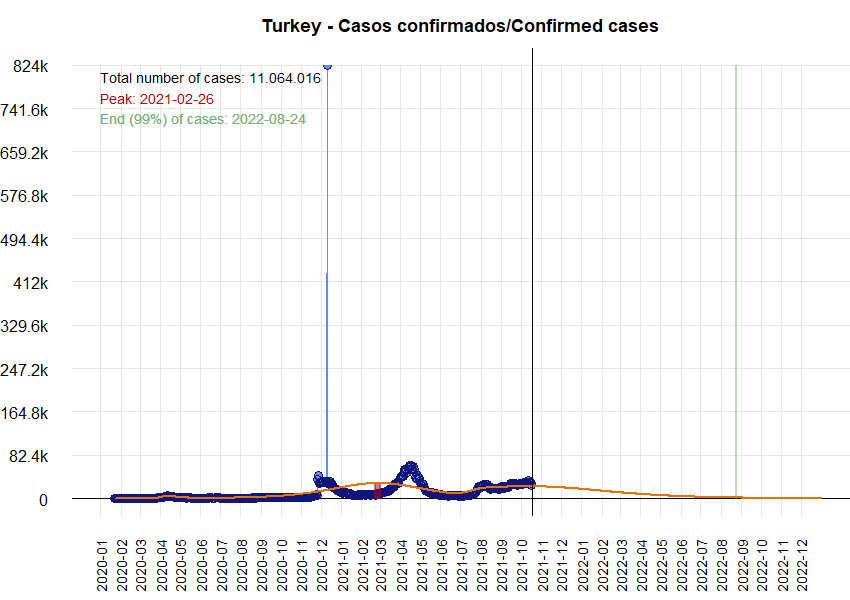 Turkey - Casos confirmados/Confirmed cases
824k
741.6k
659.2k
576.8k
494.4k
412k
329.6k
247.2k
164.8k
82.4k
0
Total number of cases: 11.064.016
Peak: 2021-02-26
End (99%) of cases: 2022-08-24
2020-01
2020-02
2020-03
2020-04
2020-05
2020-06
2020-07
2020-08
2020-09
2020-10
2020-11
2020-12
2021-01
2021-02
2021-03
2021-04
2021-05
2021-06
2021-07
2021-08
2021-09
2021-10
2021-11
2021-12
2022-01
2022-02
2022-03
2022-04
2022-05
2022-06
2022-07
2022-08
2022-09
2022-10
2022-11
2022-12